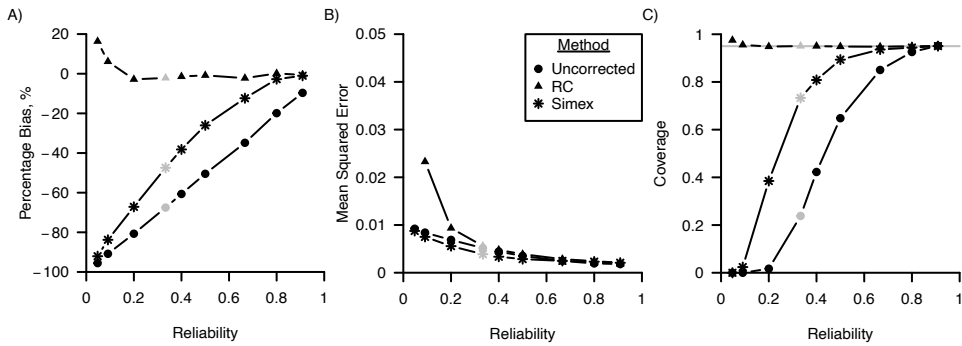 A)
20
0
−20
−40
−60
−80
−100
Percentage Bias, %
0
0.2
0.4
0.6
0.8
1
Reliability
B)
0.05
0.04
0.03
0.02
0.01
0
Mean Squared Error
Method
Uncorrected
RC
Simex
0
0.2
0.4
0.6
0.8
1
Reliability
C)
1
0.8
0.6
0.4
0.2
0
Coverage
0
0.2
0.4
0.6
0.8
1
Reliability